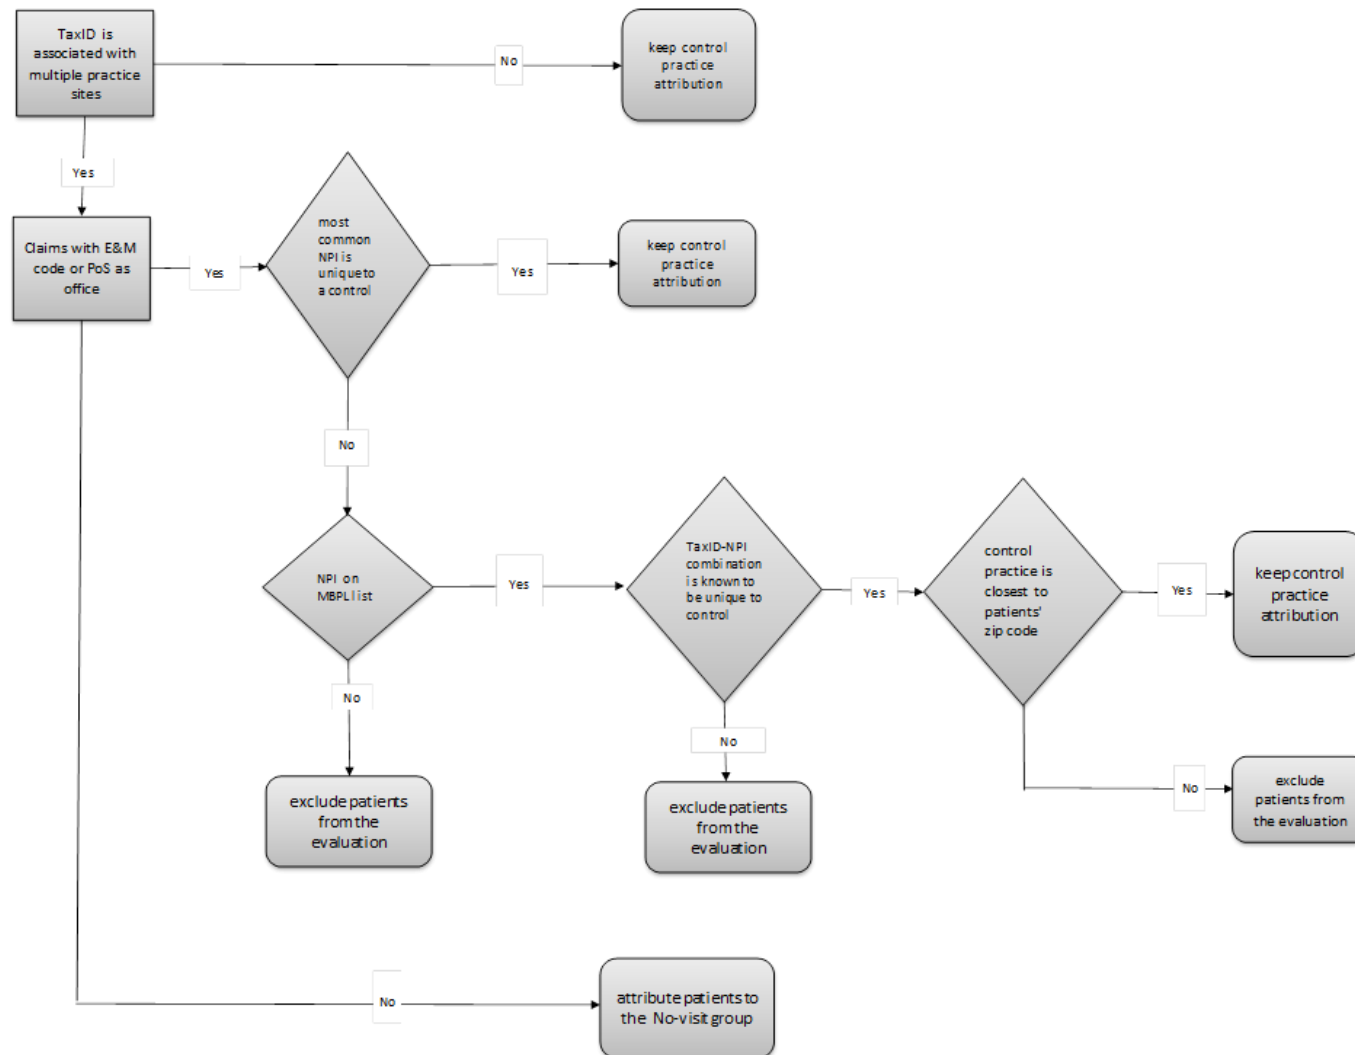 TaxID is
associated with
multiple practice
sites
No
keep control
practice
attribution
Yes
Claims with E&M
code or PoS as
office
Yes
most
common
NPI is
unique to
a control
Yes
keep control
practice
attribution
No
NPI on
MBPL list
Yes
TaxID-NPI
combination
is known to
be unique to
control
Yes
control
practice is
closest to
patients'
zip code
Yes
keep control
practice
attribution
No
exclude patients
from the
evaluation
No
exclude patients
from the
evaluation
No
exclude
patients from
the evaluation
No
attribute patients to
the No-visit group